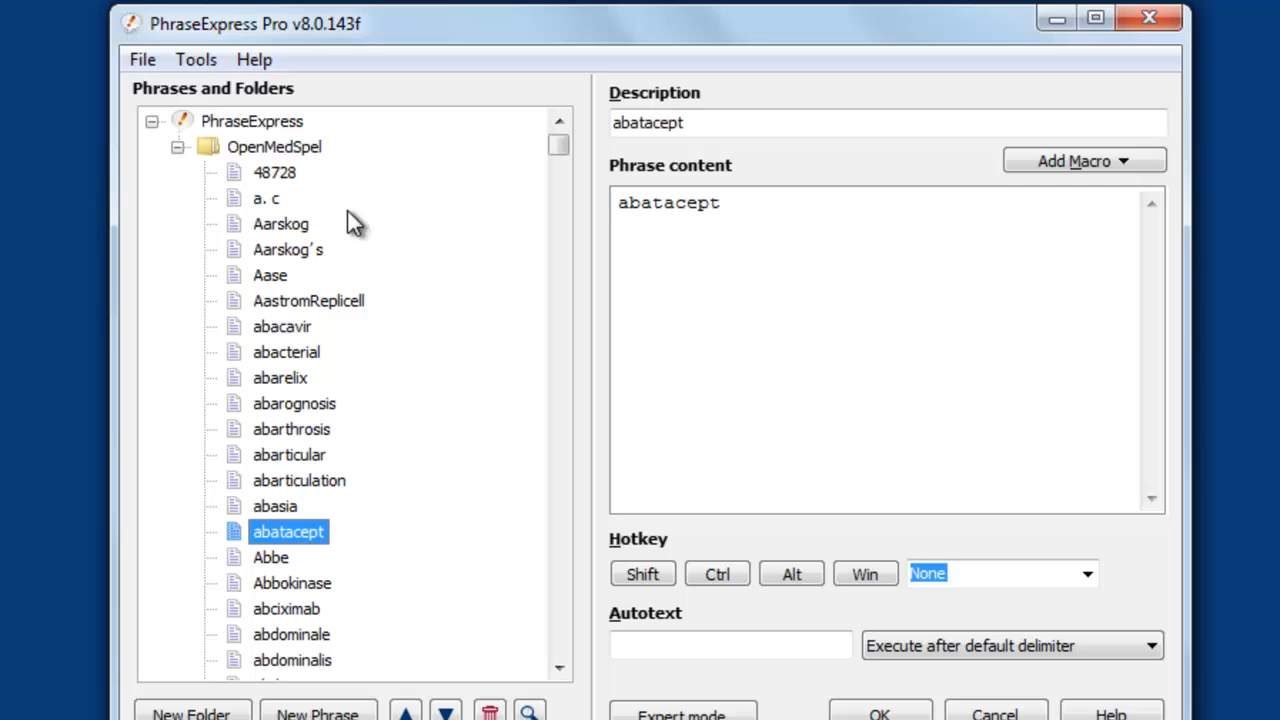 PhraseExpress Pro v8.0.143f
File Tools Help
Phrases and Folders
PhraseExpress
OpenMedSpel
48728
a. c
Aarskog
Aarskog's
Aase
AastromReplicell
abacavir
abacterial
abarelix
abarognosis
abarthrosis
abarticular
abarticulation
abasia
abatacept
Abbe
Abbokinase
abciximab
abdominale
abdominalis
New Folder New Phrase
Description
abatacept
Phrase content Add Macro
abatacept
Hotkey
Shift Ctrl Alt Win None
Autotext
Execute after default delimiter
Expert mode OK Cancel Help